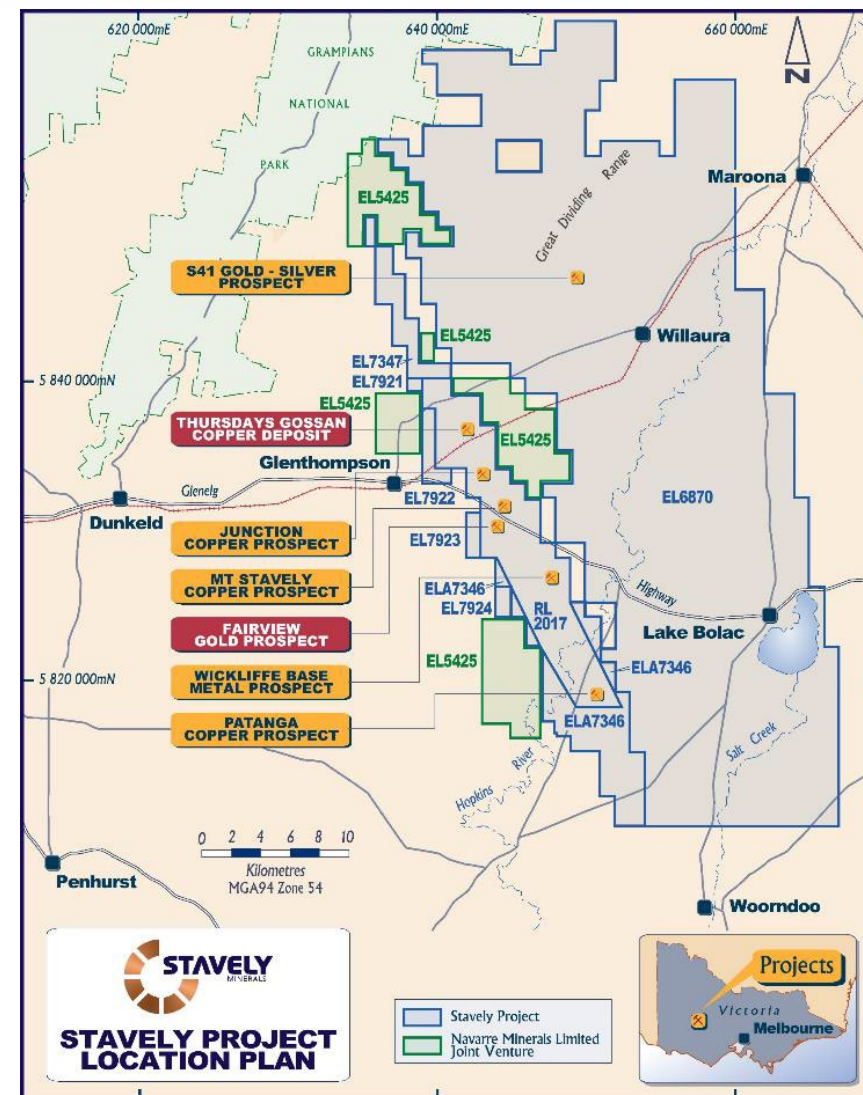 620 000mE
640 000mE
660 000mE
GRAMPIANS
NATIONAL
PARK
N
Maroona
EL5425
Great Dividing Range
S41 GOLD - SILVER
PROSPECT
Willaura
EL5425
EL7347
5 840 000mN
EL7921
EL5425
THURSDAYS GOSSAN
COPPER DEPOSIT
EL5425
Glenthompson
Glenelg
EL6870
Dunkeld
EL7922
JUNCTION
COPPER PROSPECT
EL7923
MT STAVELY
COPPER PROSPECT
ELA7346
Highway
EL7924
RL
2017
Lake Bolac
FAIRVIEW
GOLD PROSPECT
EL5425
ELA7346
WICKLIFFE BASE
METAL PROSPECT
5 820 000mN
PATANGA
COPPER PROSPECT
ELA7346
Hopkins River
Salt Creek
0 2 4 6 8 10
Kilometres
MGA94 Zone 54
Penhurst
Woorndoo
STAVELY
MINERALS
STAVELY PROJECT
LOCATION PLAN
Stavely Project
Navarre Minerals Limited
Joint Venture
Projects
Victoria
Melbourne